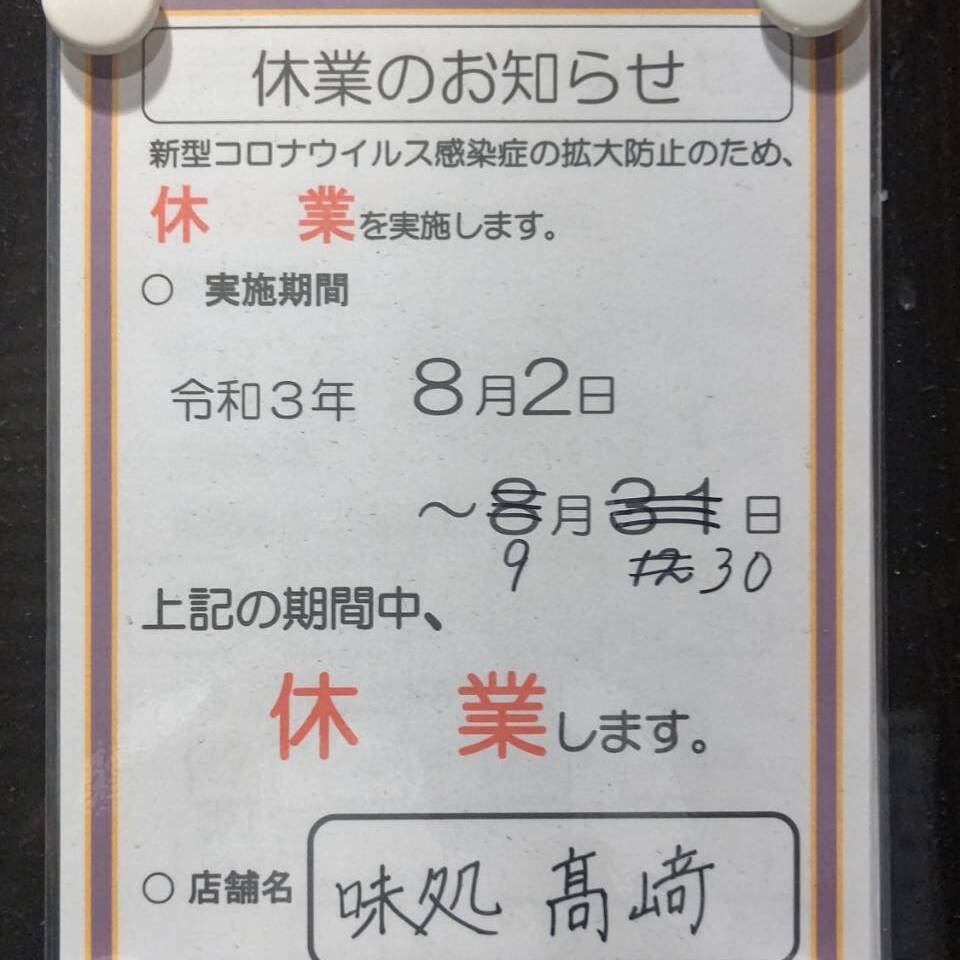 休業のお知らせ
新型コロナウイルス感染症の拡大防止のため、
休 業を実施します。
○ 実施期間
令和3年 8月2日
～8月31日
9 30
上記の期間中、
休 業します。
○ 店舗名 味処 髙﨑